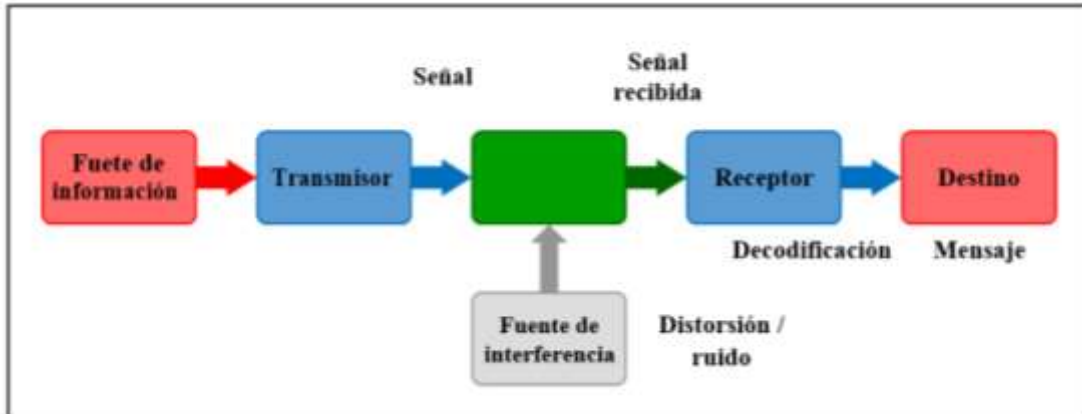 Señal
Señal
recibida
Fuete de
información
Transmisor
Receptor
Destino
Decodificación
Mensaje
Fuente de
interferencia
Distorsión /
ruido